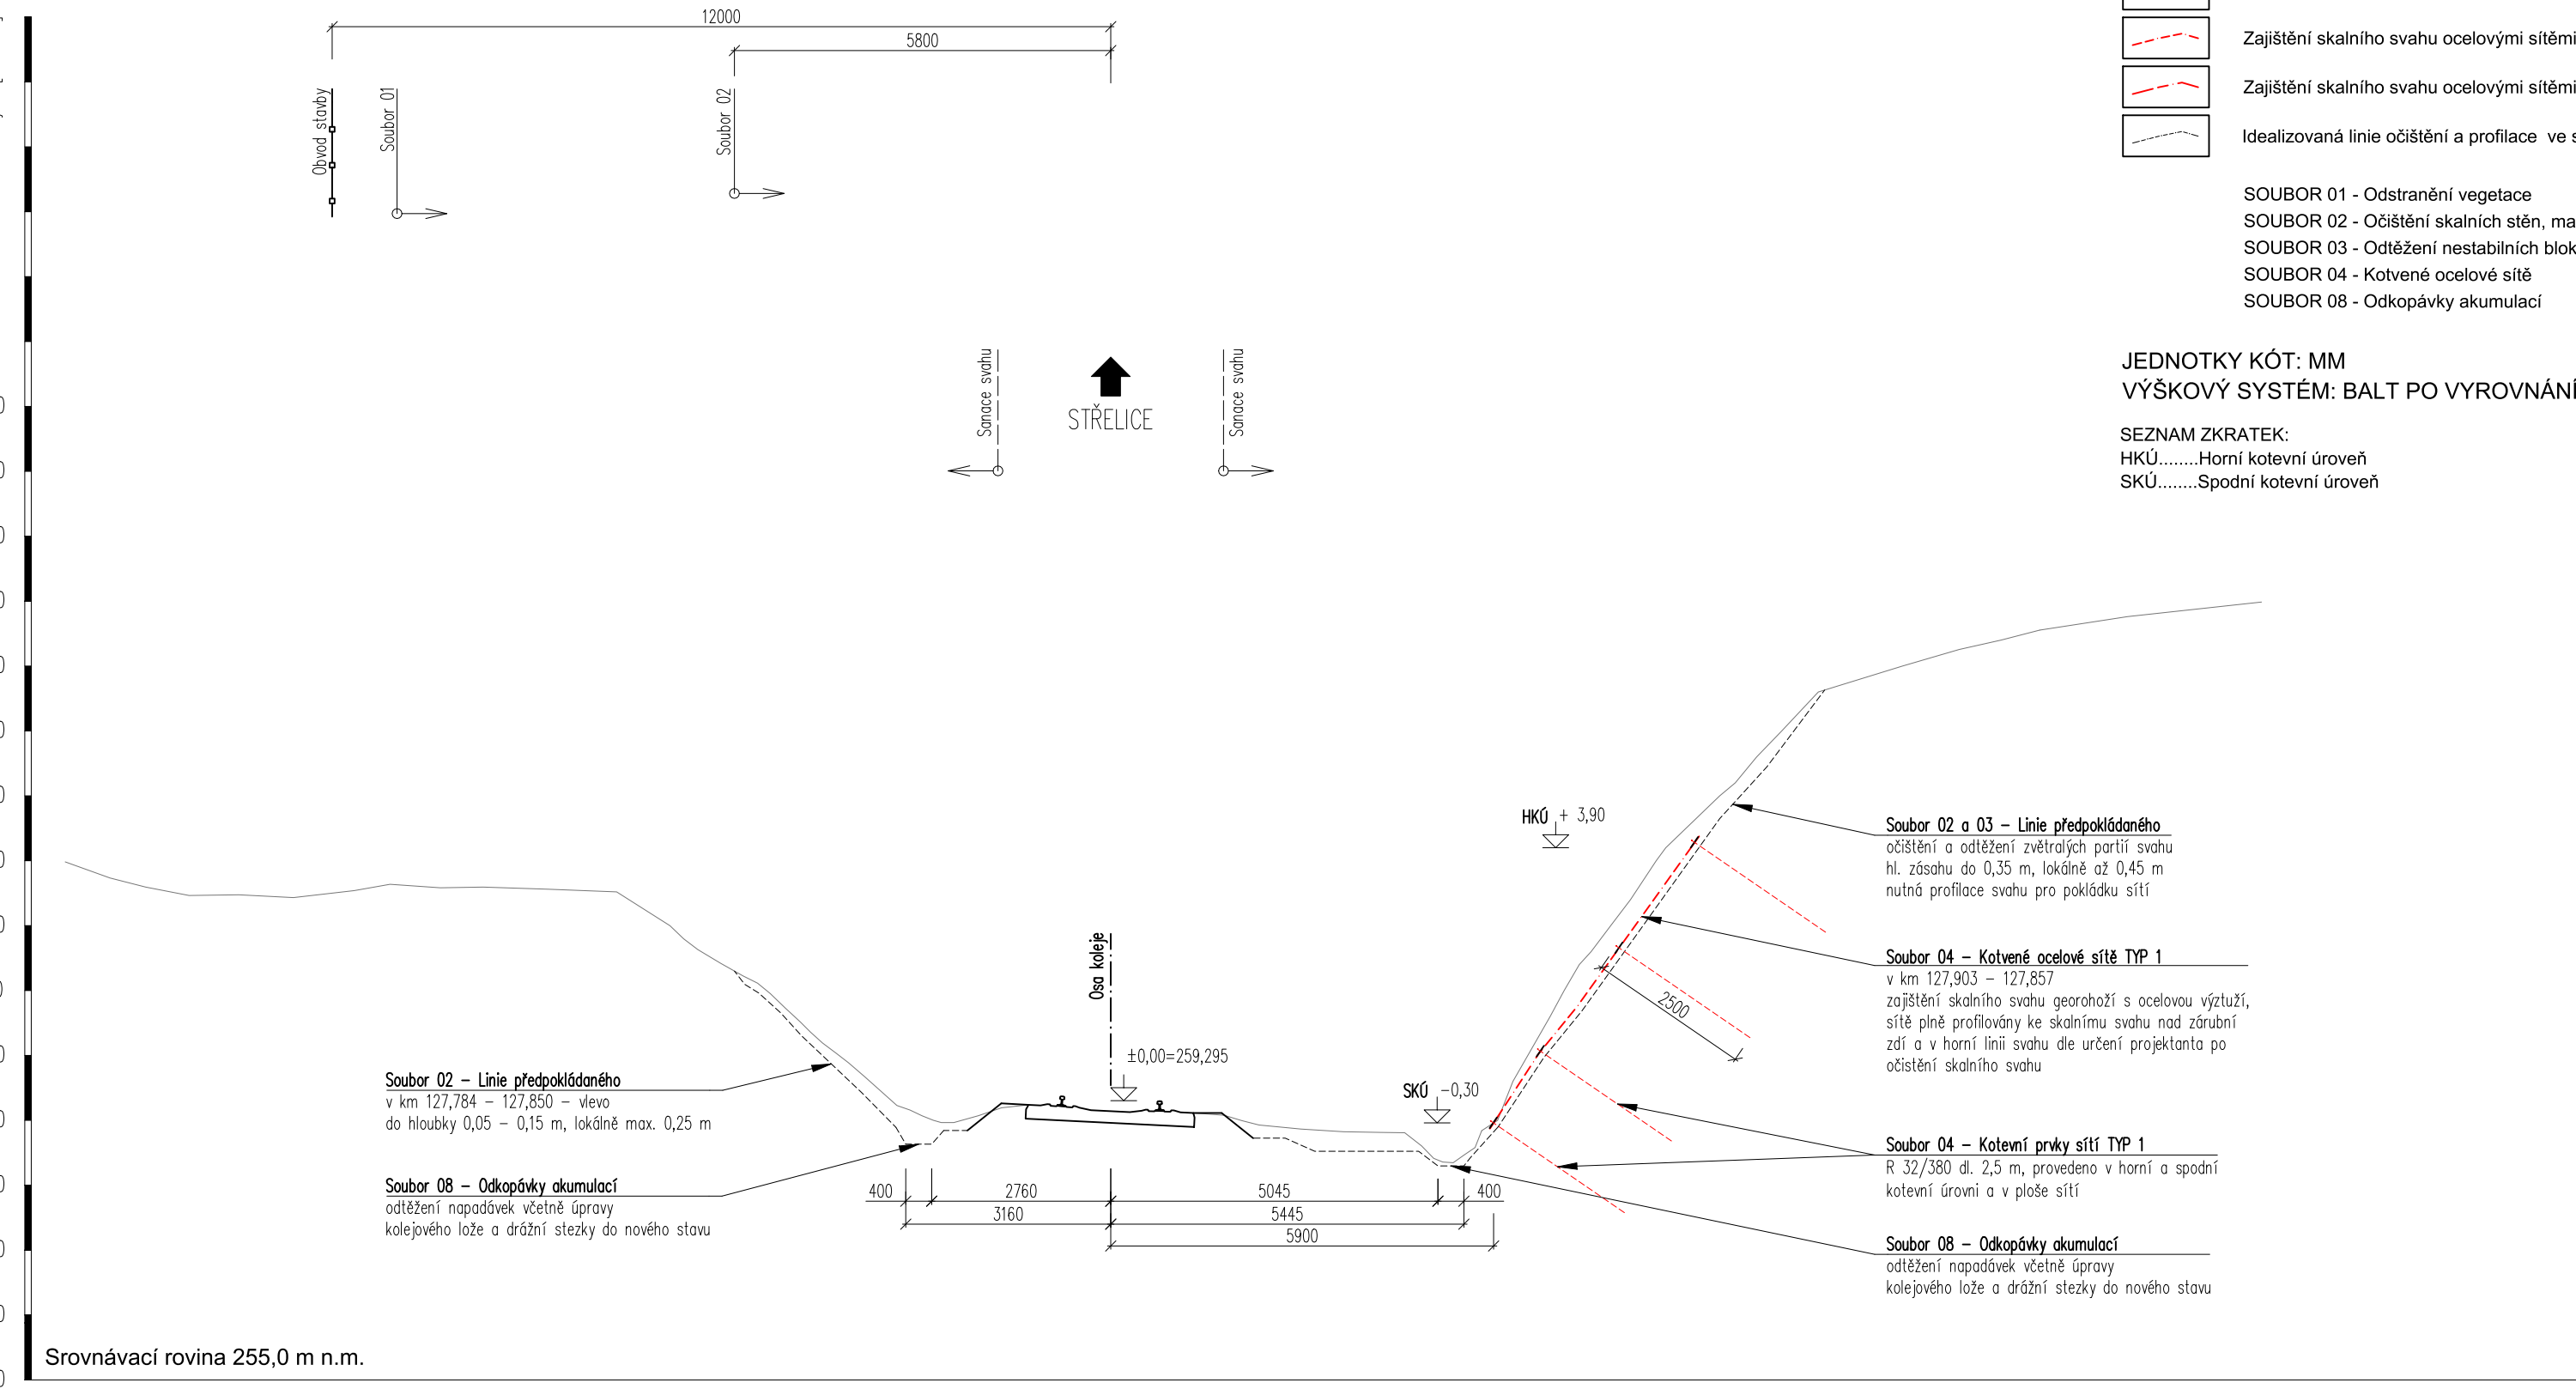 12000
5800
Obvod stavby
Soubor 01
Soubor 02
Zajištění skalního svahu ocelovými sítěmi
Zajištění skalního svahu ocelovými sítěmi
Idealizovaná linie očištění a profilace ve
SOUBOR 01 - Odstranění vegetace
SOUBOR 02 - Očištění skalních stěn,
SOUBOR 03 - Odtěžení nestabilních
SOUBOR 04 - Kotvené ocelové sítě
SOUBOR 08 - Odkopávky akumulací
JEDNOTKY KÓT: MM
VÝŠKOVÝ SYSTÉM: BALT PO VYROVNÁNÍ
SEZNAM ZKRATEK:
HKÚ........Horní kotevní úroveň
SKÚ........Spodní kotevní úroveň
Sanace svahu
STŘELICE
Sanace svahu
HKÚ + 3,90
Soubor 02 a 03 – Linie předpokládaného
očištění a odtěžení zvětralých partií svahu
hl. zásahu do 0,35 m, lokálně až 0,45 m
nutná profilace svahu pro pokládku sítí
Soubor 04 – Kotvené ocelové sítě TYP 1
v km 127,903 – 127,857
zajištění skalního svahu georohoží s ocelovou výztuží,
sítě plně profilovány ke skalnímu svahu nad zárubní
zdí a v horní linii svahu dle určení projektanta po
očistění skalního svahu
2500
Osa koleje
±0,00=259,295
SKÚ -0,30
Soubor 02 – Linie předpokládaného
v km 127,784 – 127,850 – vlevo
do hloubky 0,05 – 0,15 m, lokálně max. 0,25 m
Soubor 08 – Odkopávky akumulací
odtěžení napadávek včetně úpravy
kolejového lože a drážní stezky do nového stavu
Soubor 04 – Kotevní prvky sítí TYP 1
R 32/380 dl. 2,5 m, provedeno v horní a spodní
kotevní úrovni a v ploše sítí
400
2760
5045
400
3160
5445
5900
Soubor 08 – Odkopávky akumulací
odtěžení napadávek včetně úpravy
kolejového lože a drážní stezky do nového stavu
Srovnávací rovina 255,0 m n.m.